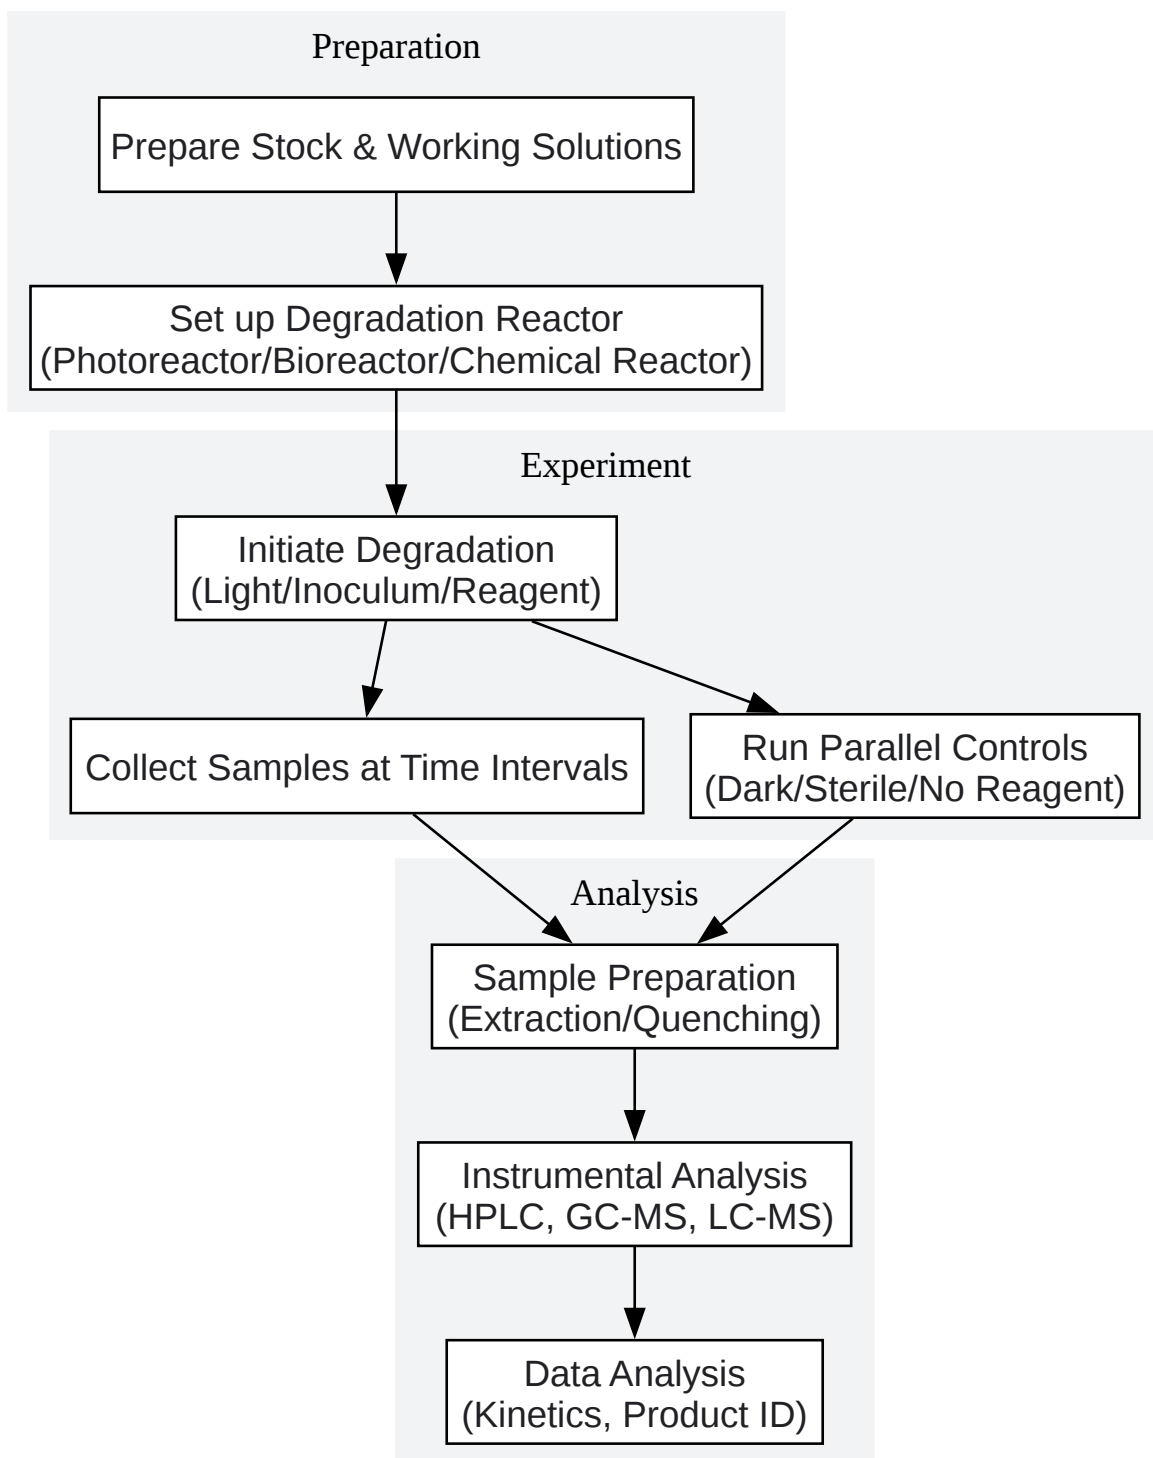 Preparation
Prepare Stock & Working Solutions
Set up Degradation Reactor
(Photoreactor/Bioreactor/Chemical Reactor)
Experiment
Initiate Degradation
(Light/Inoculum/Reagent)
Collect Samples at Time Intervals
Run Parallel Controls
(Dark/Sterile/No Reagent)
Analysis
Sample Preparation
(Extraction/Quenching)
Instrumental Analysis
(HPLC, GC-MS, LC-MS)
Data Analysis
(Kinetics, Product ID)